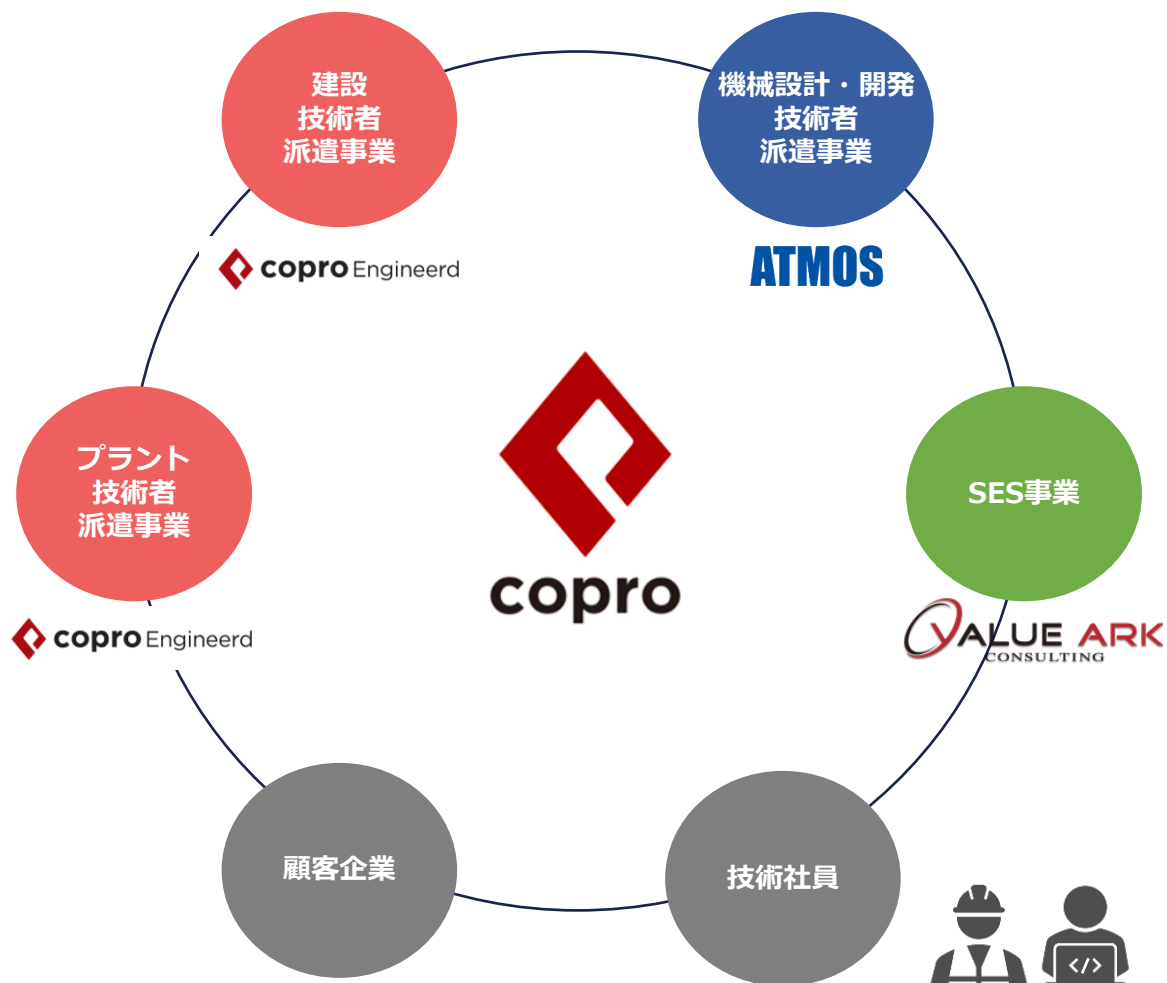 建設
技術者
派遣事業
機械設計・開発
技術者
派遣事業
copro Engineerd
ATMOS
プラント
技術者
派遣事業
SES事業
copro
copro Engineerd
VALUE ARK
CONSULTING
顧客企業
技術社員
</>